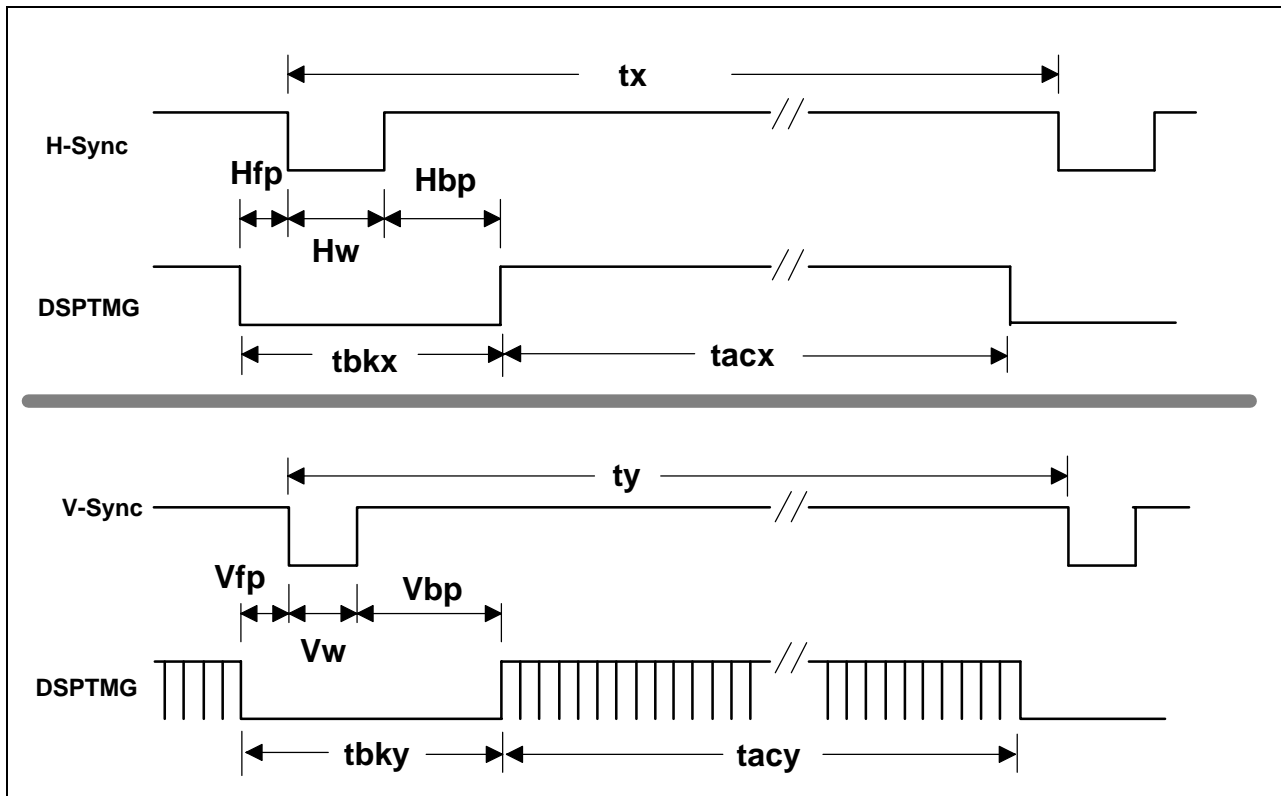 tx
H-Sync
Hfp
Hbp
Hw
DSPTMG
tbkx
tacx
ty
V-Sync
Vfp
Vbp
Vw
DSPTMG
tbky
tacy